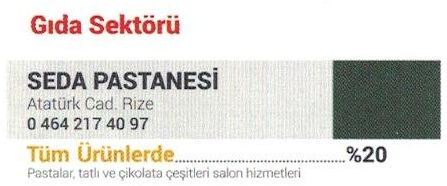 Gıda Sektörü
SEDA PASTANESİ
Atatürk Cad. Rize
0 464 217 40 97
Tüm Ürünlerde........................................%20
Pastalar, tatlı ve çikolata çeşitleri salon hizmetleri